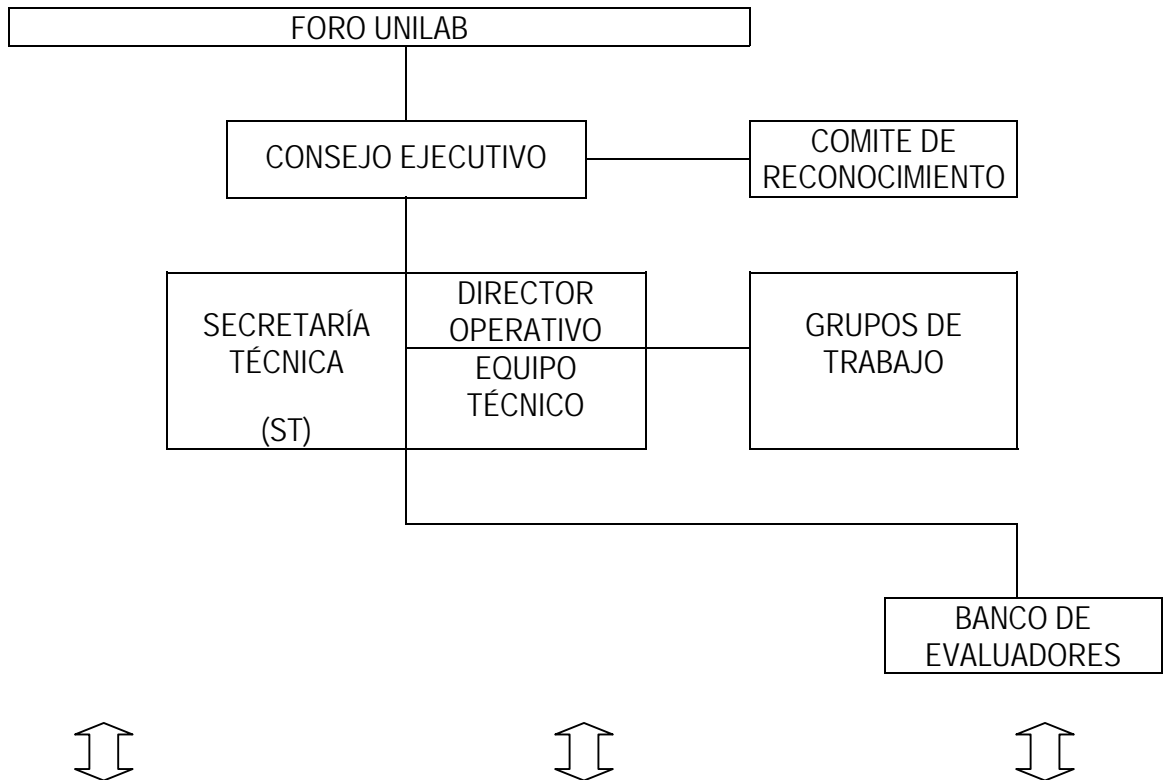 FORO UNILAB
CONSEJO EJECUTIVO
COMITE DE
RECONOCIMIENTO
SECRETARÍA
TÉCNICA
(ST)
DIRECTOR
OPERATIVO
EQUIPO
TÉCNICO
GRUPOS DE
TRABAJO
BANCO DE
EVALUADORES